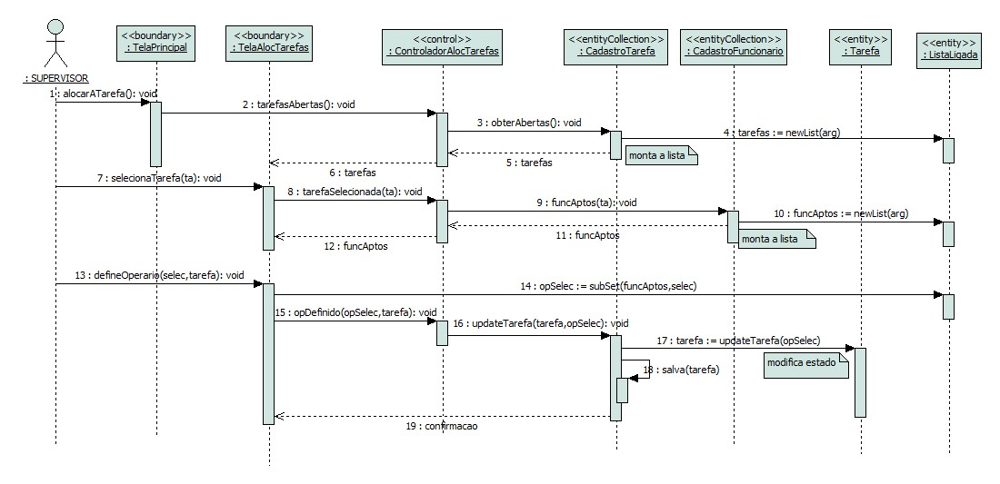 <<boundary>>
: TelaPrincipal
<<boundary>>
: TelaAlocTarefas
<<control>>
: ControladorAlocTarefas
<<entityCollection>>
: CadastroTarefa
<<entityCollection>>
: CadastroFuncionario
<<entity>>
: Tarefa
<<entity>>
: ListaLigada
: SUPERVISOR
1 : alocarATarefa(): void
2 : tarefasAbertas(): void
3 : obterAbertas(): void
4 : tarefas := newList(arg)
monta a lista
5 : tarefas
6 : tarefas
7 : selecionaTarefa(ta): void
8 : tarefaSelecionada(ta): void
9 : funcAptos(ta): void
10 : funcAptos := newList(arg)
monta a lista
11 : funcAptos
12 : funcAptos
13 : defineOperario(selec,tarefa): void
14 : opSelec := subSet(funcAptos,selec)
15 : opDefinido(opSelec,tarefa): void
16 : updateTarefa(tarefa,opSelec): void
17 : tarefa := updateTarefa(opSelec)
modifica estado
18 : salva(tarefa)
19 : confirmacao